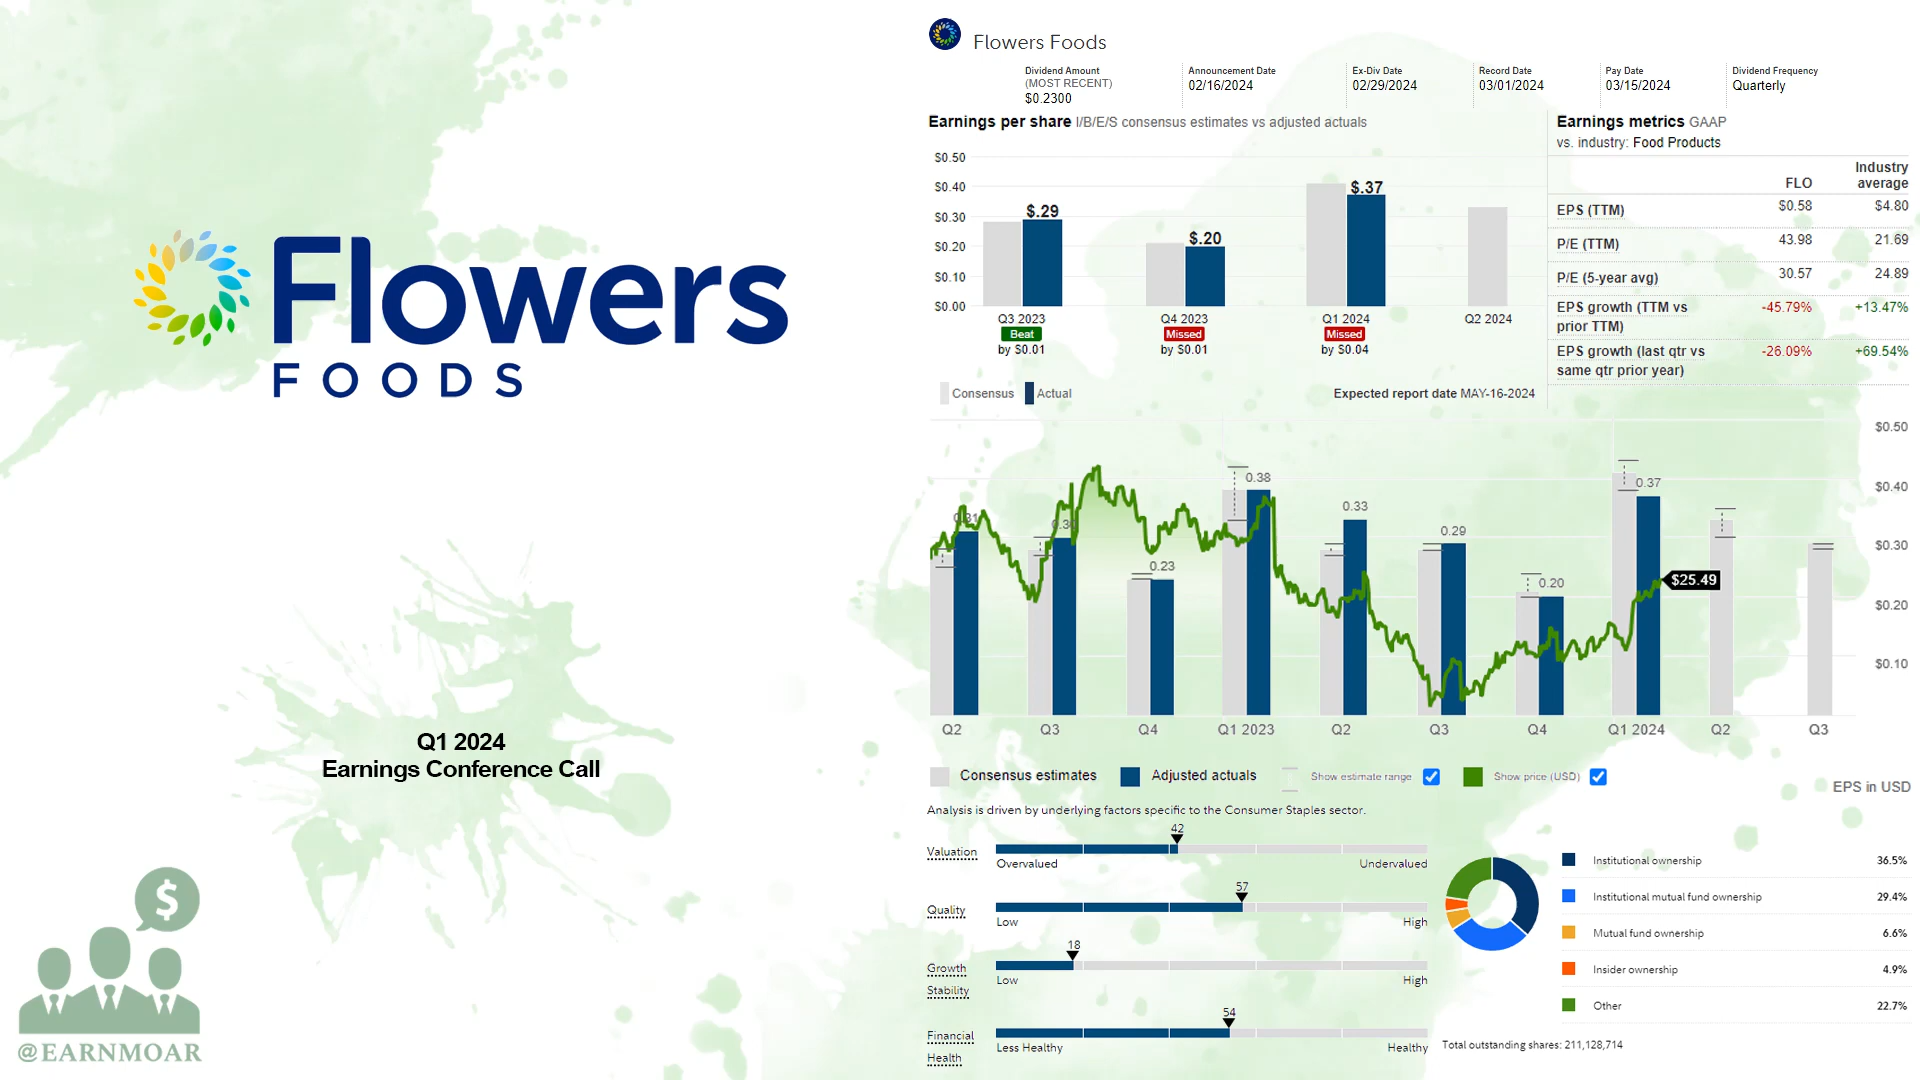 Flowers
FOODS
Q1 2024
Earnings Conference Call
$
@EARNMOAR
Flowers Foods
Dividend Amount
(MOST RECENT)
$0.2300
Announcement Date
02/16/2024
Ex-Div Date
02/29/2024
Record Date
03/01/2024
Pay Date
03/15/2024
Dividend Frequency
Quarterly
Earnings per share I/B/E/S consensus estimates vs adjusted actuals
$0.50
$0.40
$0.30
$0.20
$0.10
$0.00
$.29
$.20
$.37
Q3 2023
Beat
by $0.01
Q4 2023
Missed
by $0.01
Q1 2024
Missed
by $0.04
Q2 2024
Consensus
Actual
Expected report date MAY-16-2024
Earnings metrics GAAP
vs. industry: Food Products
FLO
Industry
average
EPS (TTM) $0.58 $4.80
P/E (TTM) 43.98 21.69
P/E (5-year avg) 30.57 24.89
EPS growth (TTM vs
prior TTM) -45.79% +13.47%
EPS growth (last qtr vs
same qtr prior year) -26.09% +69.54%
$0.50
$0.40
$0.30
$0.20
$0.10
0.31
0.30
0.23
0.38
0.33
0.29
0.20
0.37
$25.49
Q2
Q3
Q4
Q1 2023
Q2
Q3
Q4
Q1 2024
Q2
Q3
Consensus estimates
Adjusted actuals
Show estimate range
Show price (USD)
EPS in USD
Analysis is driven by underlying factors specific to the Consumer Staples sector.
Valuation
42
Overvalued
Undervalued
Quality
57
Low
High
Growth
Stability
18
Low
High
Financial
Health
54
Less Healthy
Healthy
Institutional ownership 36.5%
Institutional mutual fund ownership 29.4%
Mutual fund ownership 6.6%
Insider ownership 4.9%
Other 22.7%
Total outstanding shares: 211,128,714